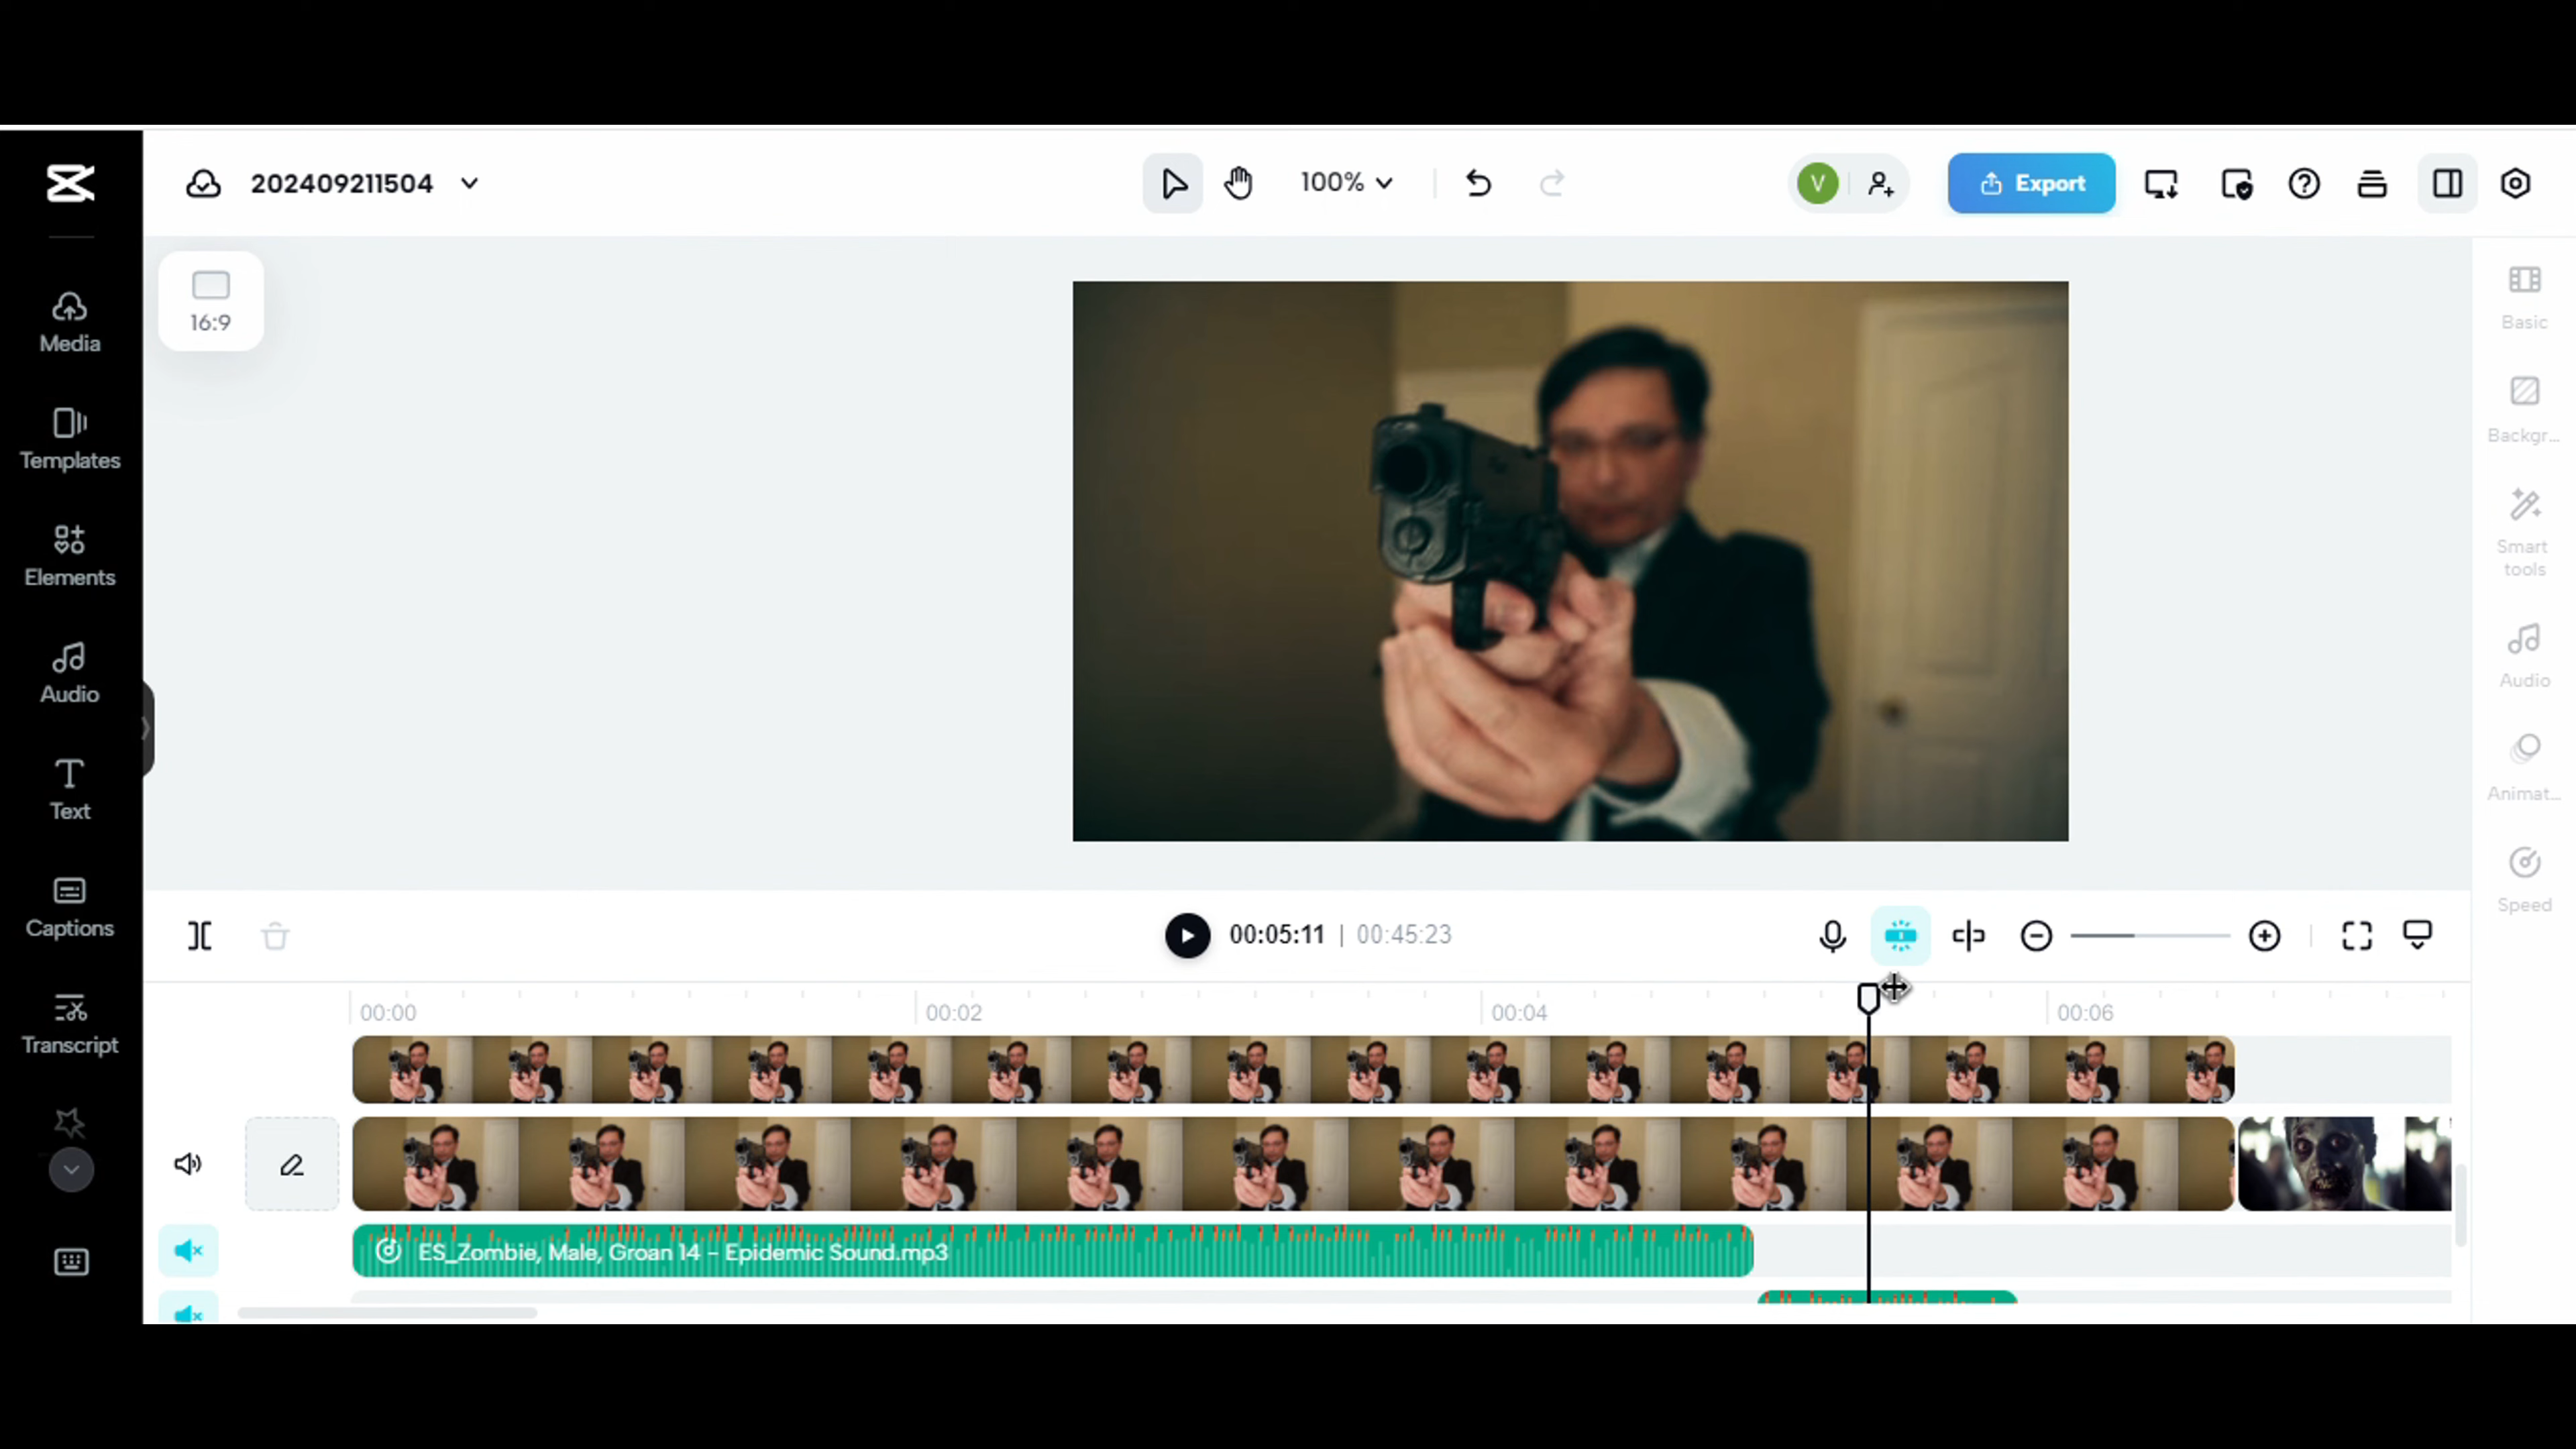 202409211504
100%
V
Export
16:9
Media
Templates
Elements
Audio
Text
Captions
Transcript
Basic
Backgr...
Smart
tools
Audio
Animat...
Speed
00:05:11 | 00:45:23
00:00
00:02
00:04
00:06
ES_Zombie, Male, Groan 14 - Epidemic Sound.mp3